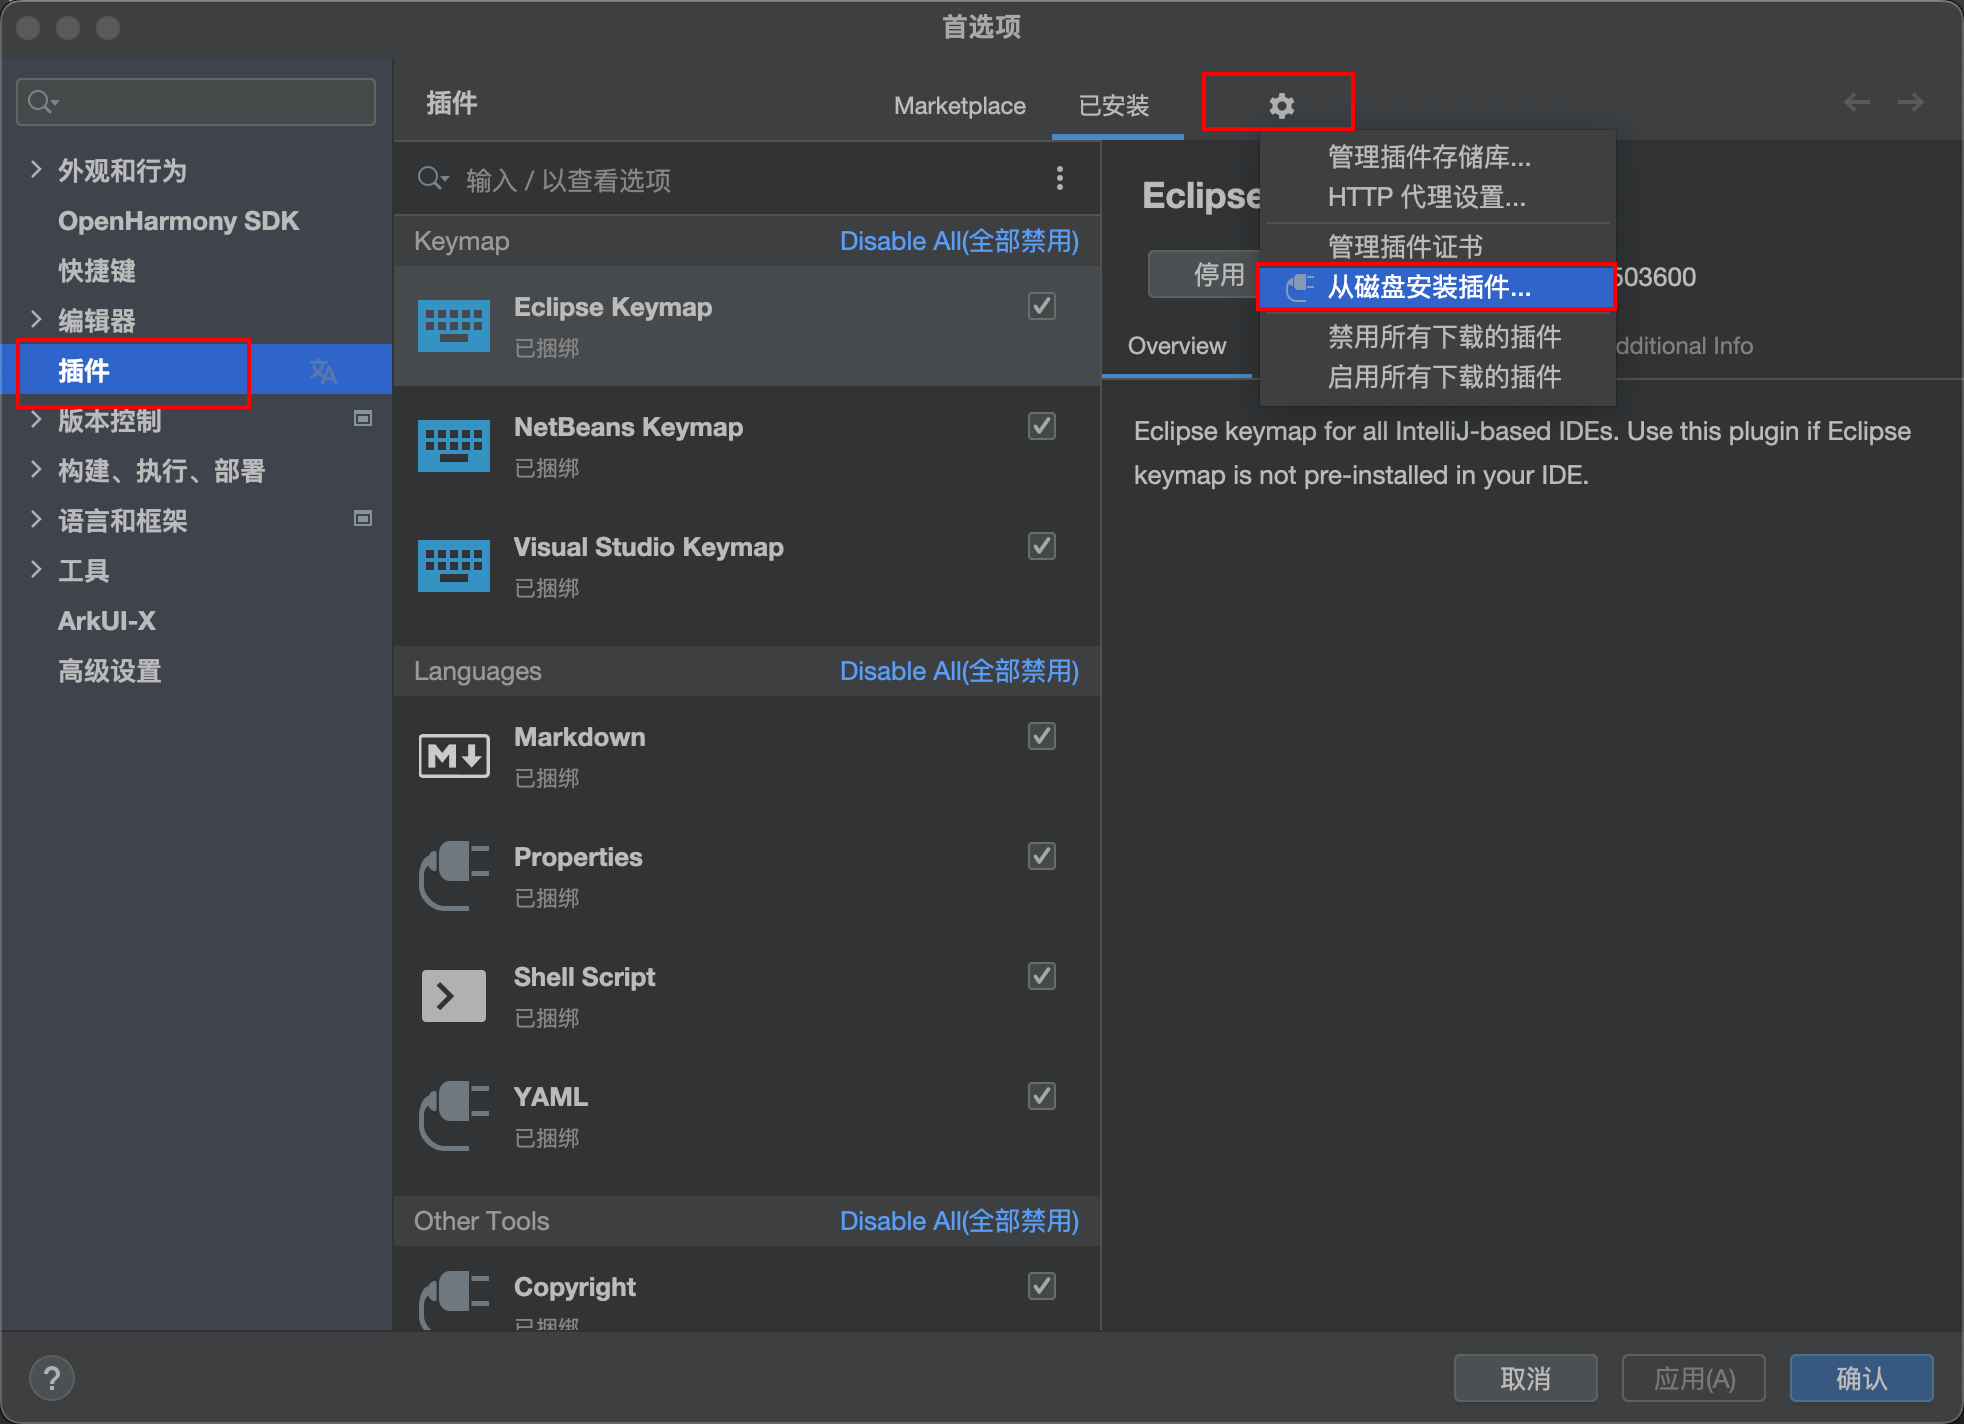 首选项
外观和行为
OpenHarmony SDK
快捷键
编辑器
插件
版本控制
构建、执行、部署
语言和框架
工具
ArkUI-X
高级设置
插件
Marketplace
已安装
输入 / 以查看选项
Keymap
Disable All(全部禁用)
Eclipse Keymap
已捆绑
NetBeans Keymap
已捆绑
Visual Studio Keymap
已捆绑
Languages
Disable All(全部禁用)
Markdown
已捆绑
Properties
已捆绑
Shell Script
已捆绑
YAML
已捆绑
Other Tools
Disable All(全部禁用)
Copyright
已捆绑
管理插件存储库...
HTTP 代理设置...
管理插件证书
从磁盘安装插件...
禁用所有下载的插件
启用所有下载的插件
Eclipse
停用
503600
Overview
dditional Info
Eclipse keymap for all IntelliJ-based IDEs. Use this plugin if Eclipse
keymap is not pre-installed in your IDE.
?
取消
应用(A)
确认